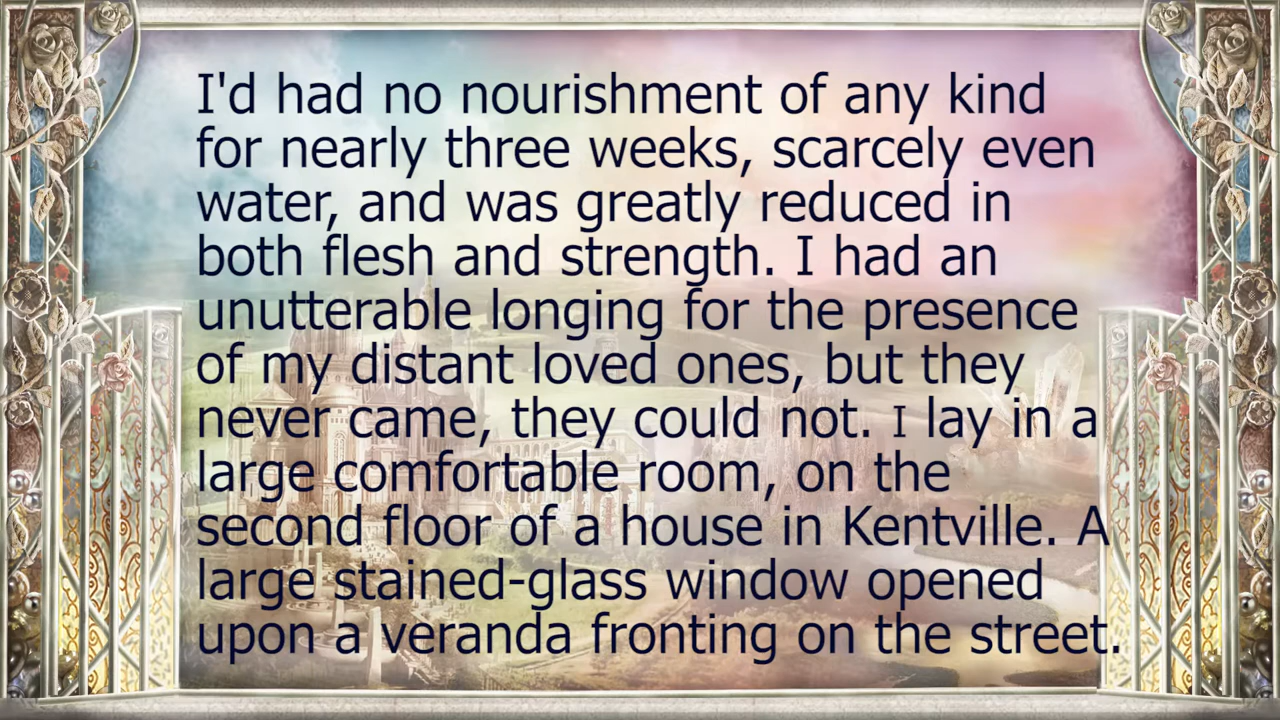 I'd had no nourishment of any kind
for nearly three weeks, scarcely even
water, and was greatly reduced in
both flesh and strength. I had an
unutterable longing for the presence
of my distant loved ones, but they
never came, they could not. I lay in a
large comfortable room, on the
second floor of a house in Kentville. A
large stained-glass window opened
upon a veranda fronting on the street.